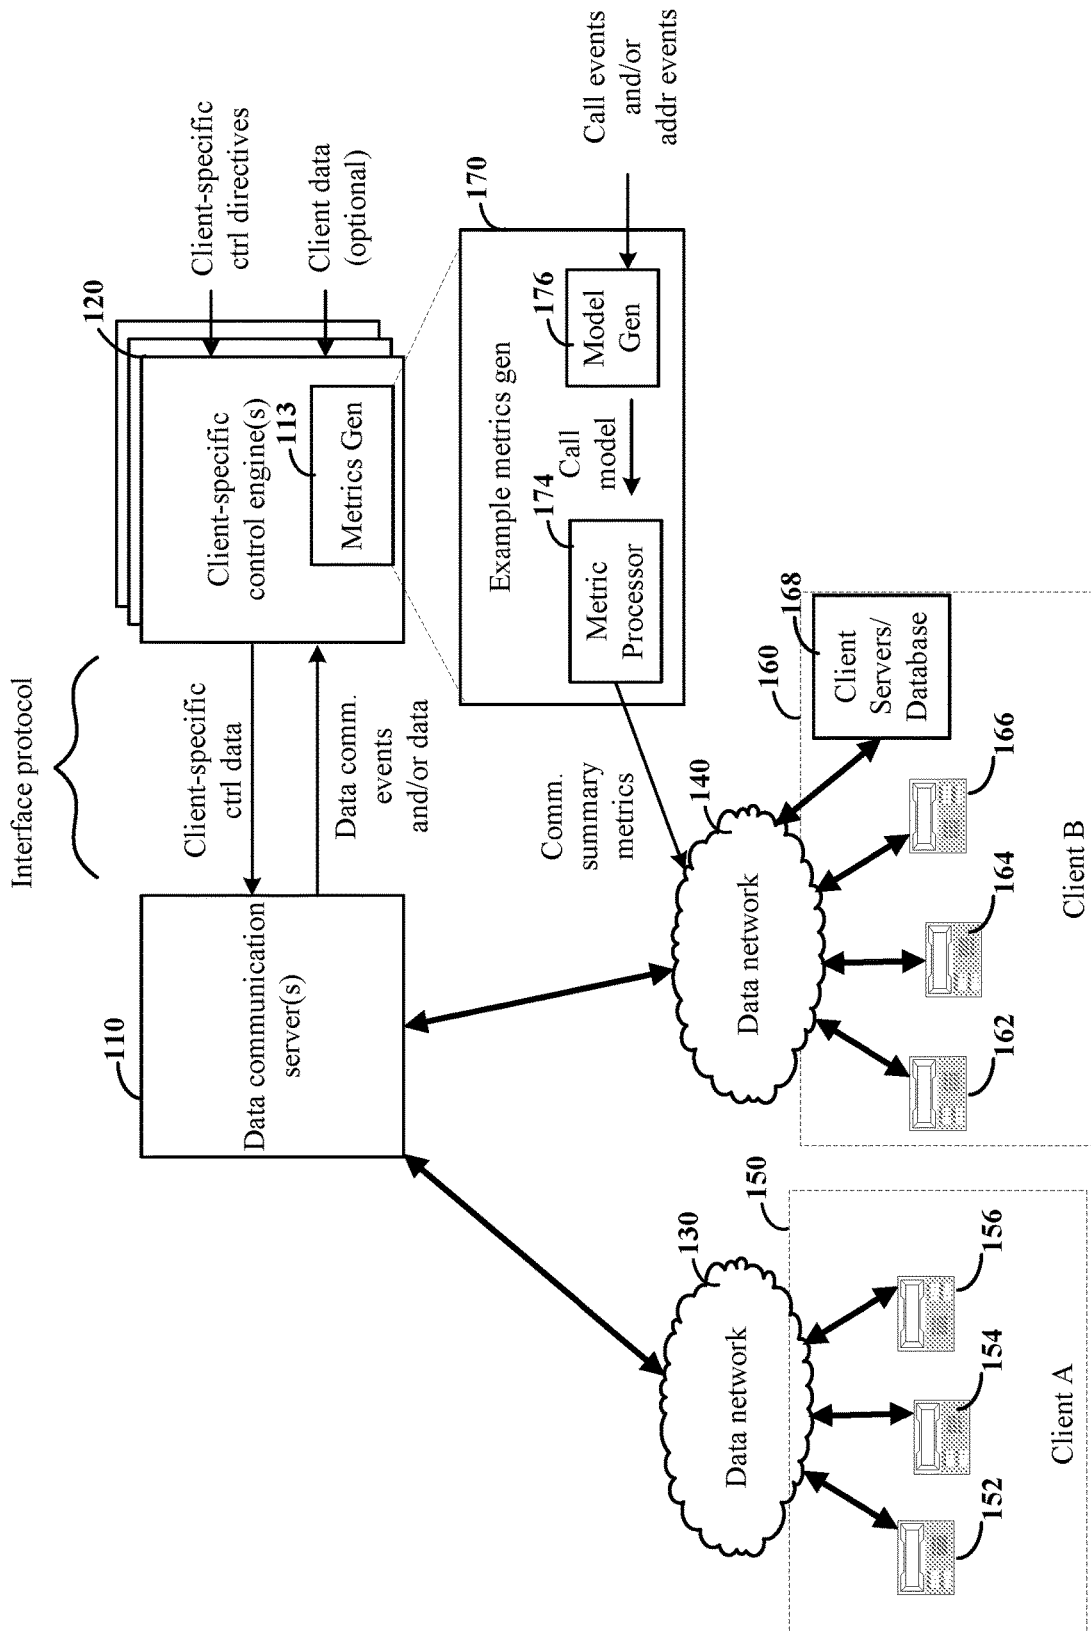 Interface protocol
110
Data communication
server(s)
Client-specific
ctrl data
Data comm.
events
and/or data
120
Client-specific
control engine(s)
113
Metrics Gen
Client-specific
ctrl directives
Client data
(optional)
170
Example metrics gen
174
Metric
Processor
Call
model
176
Model
Gen
Call events
and/or
addr events
Comm.
summary
metrics
130
Data network
140
Data network
150
152
154
156
Client A
160
162
164
166
168
Client
Servers/
Database
Client B